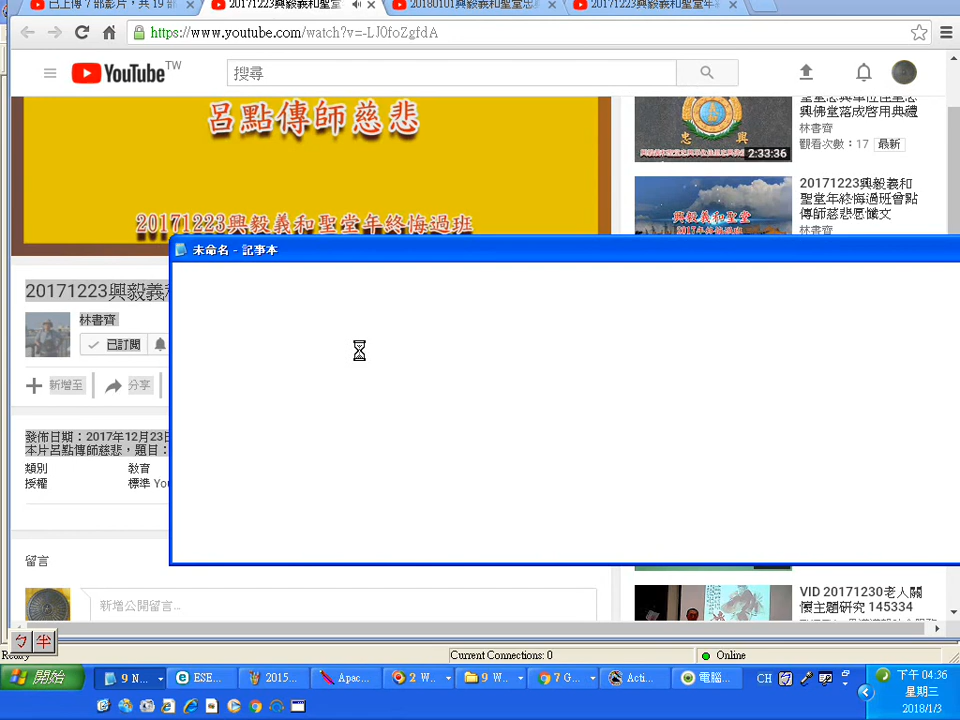 已上傳 7 部影片，共 19 部
20171223興毅義和聖堂
20180101興毅義和聖堂忠
20171223興毅義和聖堂年
https://www.youtube.com/watch?v=-LJ0foZgfdA
YouTube TW
搜尋
呂點傳師慈悲
20171223興毅義和聖堂年終悔過班
忠 興
2:33:36
興佛堂落成啓用典禮
林書齊
觀看次數：17 最新
興毅義和聖堂
20171223興毅義和
聖堂年終悔過班曾點
傳師慈悲愿懺文
林書齊
未命名 - 記事本
20171223興毅義
林書齊
已訂閱
新增至
分享
發佈日期：2017年12月23日
本片呂點傳師慈悲，題目：
類別 教育
授權 標準 You
留言
新增公開留言...
VID 20171230老人關
懷主題研究 145334
ㄅ 半
Current Connections: 0
Online
開始
9 N...
ESE...
2015...
Apac...
2 W...
9 W...
7 G...
Acti...
電腦...
CH
下午 04:36
星期三
2018/1/3